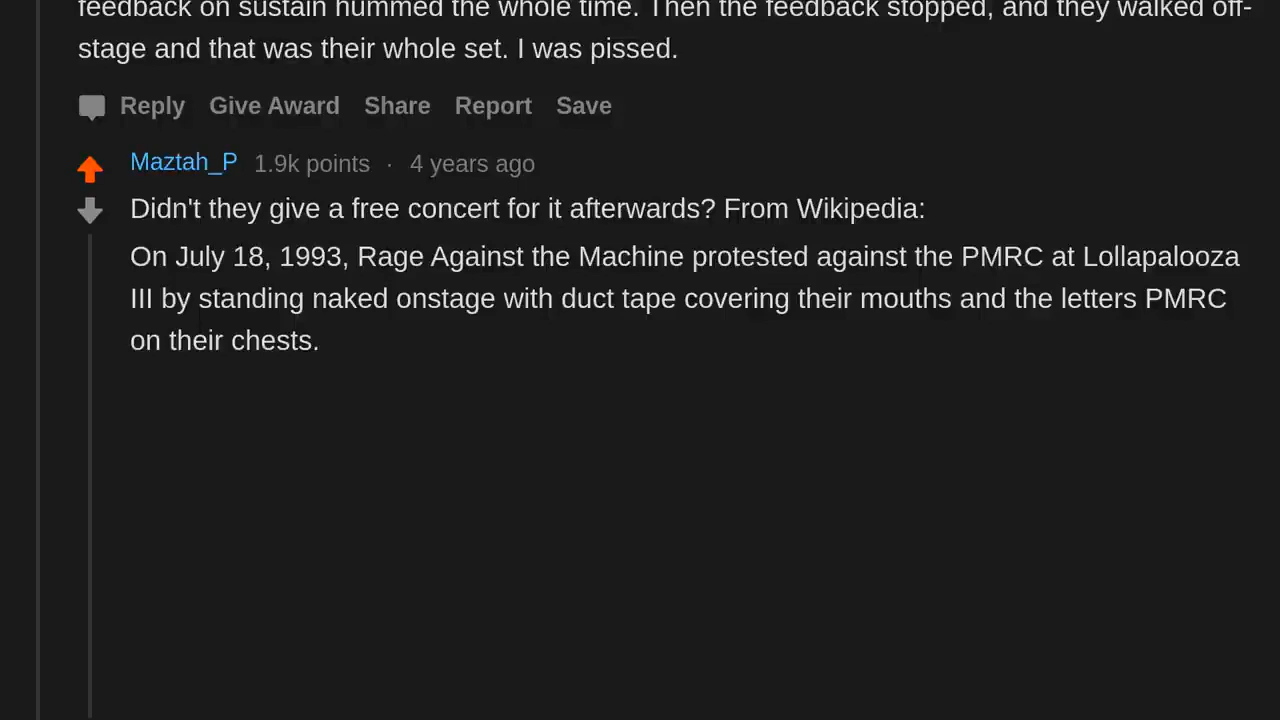 feedback on sustain hummed the whole time. Then the feedback stopped, and they walked off-
stage and that was their whole set. I was pissed.
Reply Give Award Share Report Save
Maztah_P 1.9k points · 4 years ago
Didn't they give a free concert for it afterwards? From Wikipedia:
On July 18, 1993, Rage Against the Machine protested against the PMRC at Lollapalooza
III by standing naked onstage with duct tape covering their mouths and the letters PMRC
on their chests.